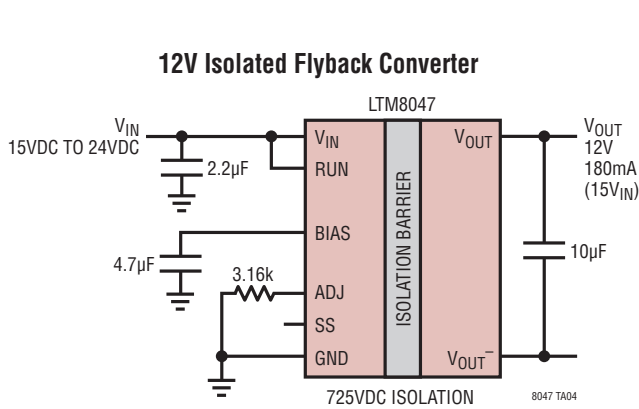 12V Isolated Flyback Converter
LTM8047
VIN
15VDC TO 24VDC
2.2µF
VIN
RUN
BIAS
4.7µF
3.16k
ADJ
SS
GND
ISOLATION BARRIER
VOUT
VOUT–
VOUT
12V
180mA
(15VIN)
10µF
725VDC ISOLATION
8047 TA04